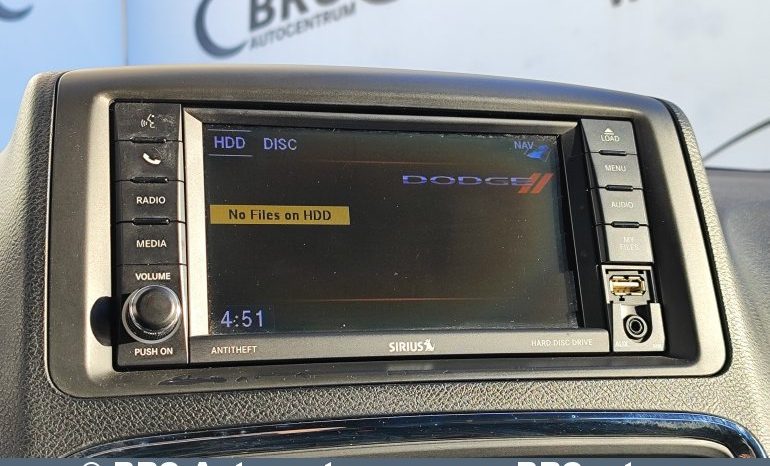 BRC
AUTOCENTRUM
LOAD
HDD DISC NAV
MENU
DODGE
RADIO
AUDIO
No Files on HDD
MEDIA
MY
FILES
VOLUME
4:51
PUSH ON
ANTITHEFT SIRIUS HARD DISC DRIVE
AUX